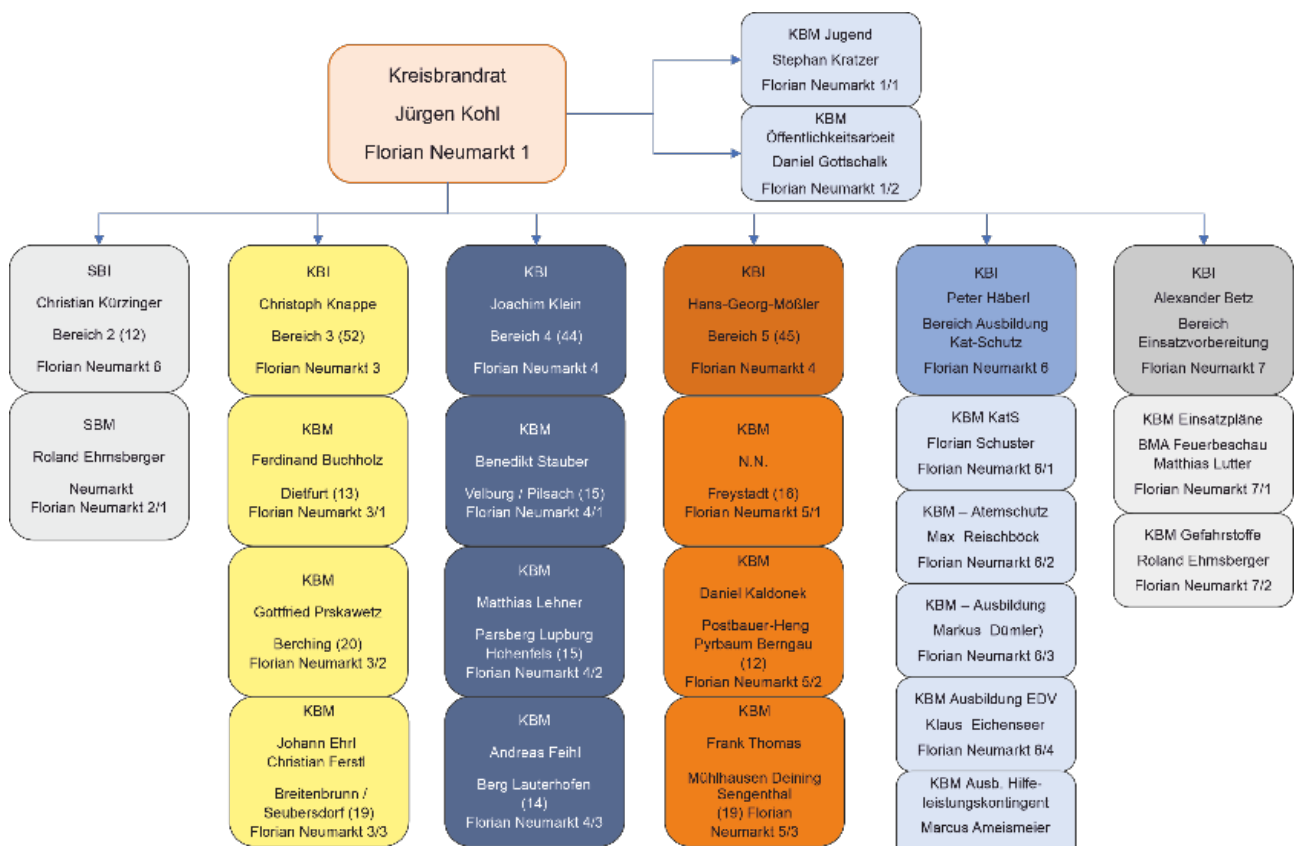 Kreisbrandrat
Jürgen Kohl
Florian Neumarkt 1
KBM Jugend
Stephan Kratzer
Florian Neumarkt 1/1
KBM
Öffentlichkeitsarbeit
Daniel Gottschalk
Florian Neumarkt 1/2
SBI
Christian Kürzinger
Bereich 2 (12)
Florian Neumarkt 6
SBM
Roland Ehrnsberger
Neumarkt
Florian Neumarkt 2/1
KBI
Christoph Knappe
Bereich 3 (52)
Florian Neumarkt 3
KBM
Ferdinand Buchholz
Dietfurt (13)
Florian Neumarkt 3/1
KBM
Gottfried Prskawetz
Berching (20)
Florian Neumarkt 3/2
KBM
Johann Ehrl
Christian Ferstl
Breitenbrunn /
Seubersdorf (19)
Florian Neumarkt 3/3
KBI
Joachim Klein
Bereich 4 (44)
Florian Neumarkt 4
KBM
Benedikt Stauber
Velburg / Pilsach (15)
Florian Neumarkt 4/1
KBM
Matthias Lehner
Parsberg Lupburg
Hohenfels (15)
Florian Neumarkt 4/2
KBM
Andreas Feihl
Berg Lauterhofen
(14)
Florian Neumarkt 4/3
KBI
Hans-Georg-Mößler
Bereich 5 (45)
Florian Neumarkt 4
KBM
N.N.
Freystadt (16)
Florian Neumarkt 5/1
KBM
Daniel Kaldonek
Postbauer-Heng
Pyrbaum Berngau
(12)
Florian Neumarkt 5/2
KBM
Frank Thomas
Mühlhausen Deining
Sengenthal
(19) Florian
Neumarkt 5/3
KBI
Peter Häberl
Bereich Ausbildung
Kat-Schutz
Florian Neumarkt 6
KBM KatS
Florian Schuster
Florian Neumarkt 6/1
KBM – Atemschutz
Max Reischböck
Florian Neumarkt 6/2
KBM – Ausbildung
Markus Dümler)
Florian Neumarkt 6/3
KBM Ausbildung EDV
Klaus Eichenseer
Florian Neumarkt 6/4
KBM Ausb. Hilfe-
leistungskontingent
Marcus Ameismeier
KBI
Alexander Betz
Bereich
Einsatzvorbereitung
Florian Neumarkt 7
KBM Einsatzpläne
BMA Feuerbeschau
Matthias Lutter
Florian Neumarkt 7/1
KBM Gefahrstoffe
Roland Ehrnsberger
Florian Neumarkt 7/2